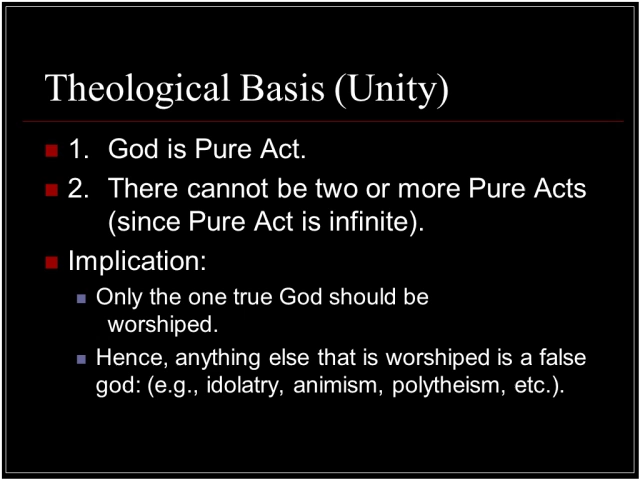 Theological Basis (Unity)
1. God is Pure Act.
2. There cannot be two or more Pure Acts
(since Pure Act is infinite).
Implication:
Only the one true God should be
worshiped.
Hence, anything else that is worshiped is a false
god: (e.g., idolatry, animism, polytheism, etc.).